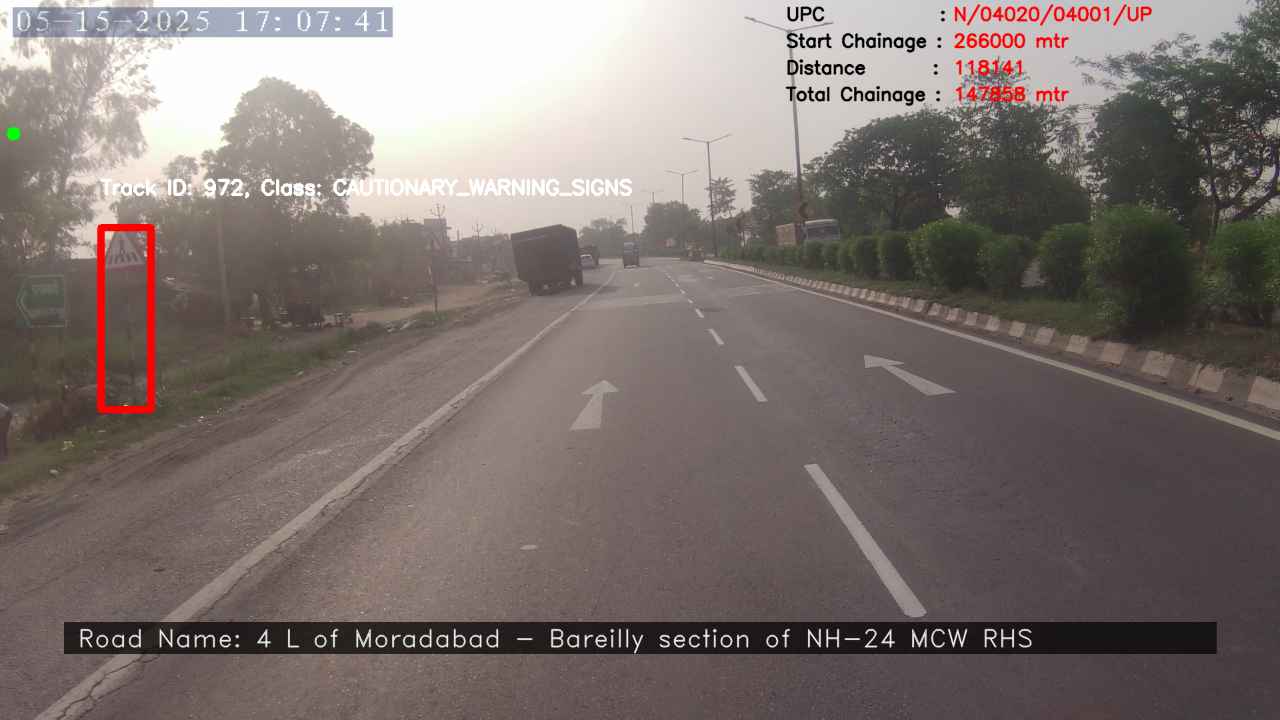 05-15-2025 17:07:41
UPC : N/04020/04001/UP
Start Chainage : 266000 mtr
Distance : 118141
Total Chainage : 147858 mtr
Track ID: 972, Class: CAUTIONARY_WARNING_SIGNS
Road Name: 4 L of Moradabad - Bareilly section of NH-24 MCW RHS